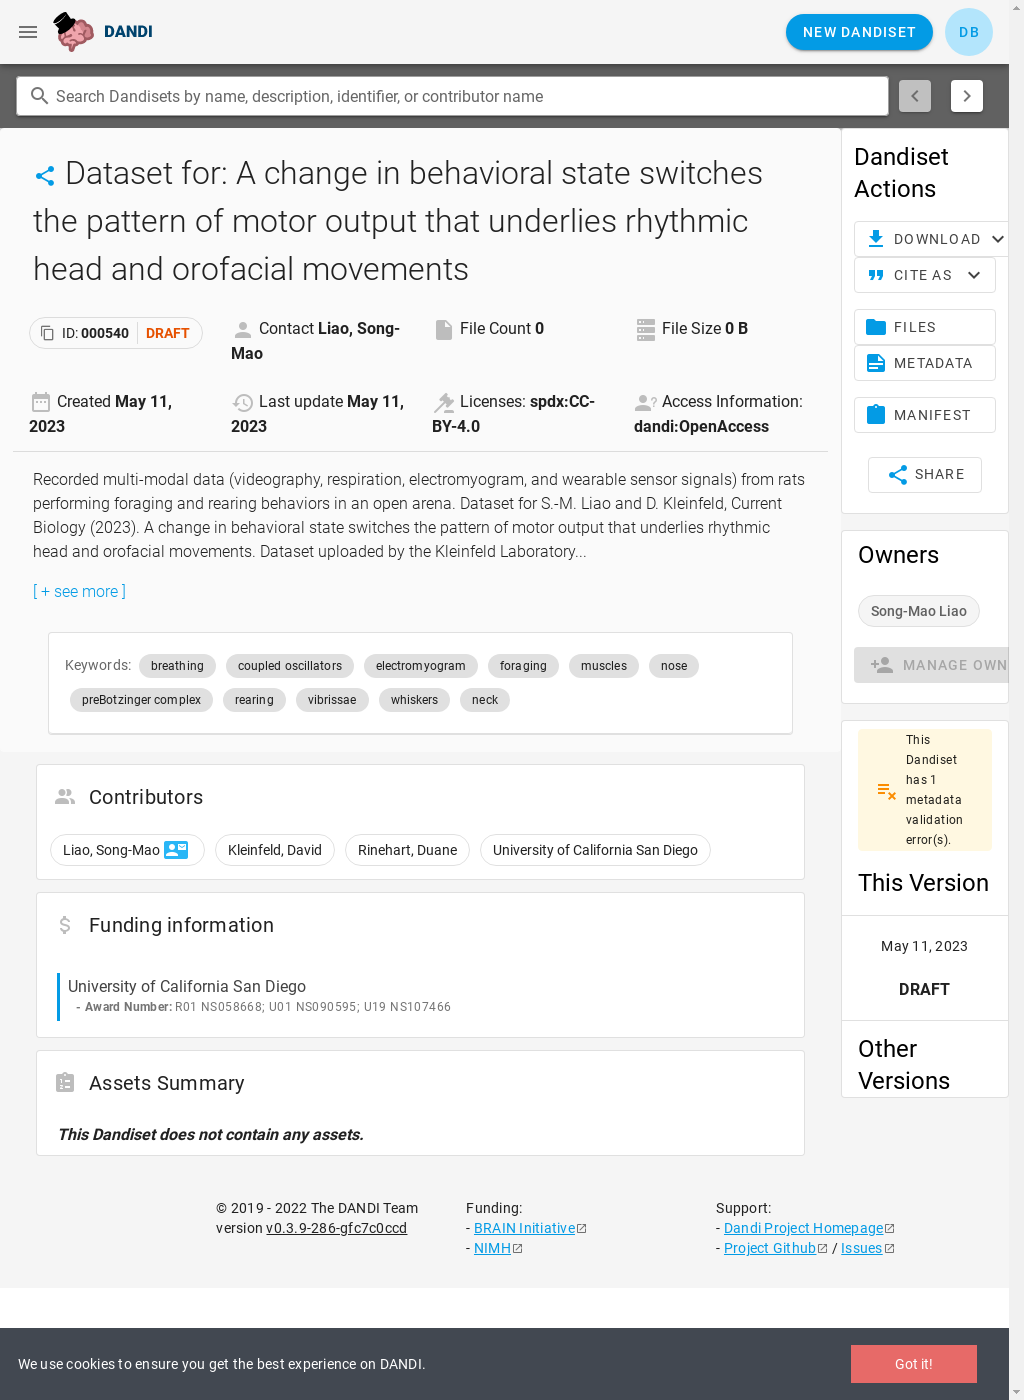 DANDI
NEW DANDISET
DB
Search Dandisets by name, description, identifier, or contributor name
Dataset for: A change in behavioral state switches
the pattern of motor output that underlies rhythmic
head and orofacial movements
ID: 000540 DRAFT
Contact Liao, Song-
Mao
File Count 0
File Size 0 B
Created May 11,
2023
Last update May 11,
2023
Licenses: spdx:CC-
BY-4.0
Access Information:
dandi:OpenAccess
Recorded multi-modal data (videography, respiration, electromyogram, and wearable sensor signals) from rats
performing foraging and rearing behaviors in an open arena. Dataset for S.-M. Liao and D. Kleinfeld, Current
Biology (2023). A change in behavioral state switches the pattern of motor output that underlies rhythmic
head and orofacial movements. Dataset uploaded by the Kleinfeld Laboratory...
[ + see more ]
Keywords: breathing coupled oscillators electromyogram foraging muscles nose
preBotzinger complex rearing vibrissae whiskers neck
Contributors
Liao, Song-Mao Kleinfeld, David Rinehart, Duane University of California San Diego
Funding information
University of California San Diego
- Award Number: R01 NS058668; U01 NS090595; U19 NS107466
Assets Summary
This Dandiset does not contain any assets.
Dandiset
Actions
DOWNLOAD
CITE AS
FILES
METADATA
MANIFEST
SHARE
Owners
Song-Mao Liao
MANAGE OWN
This
Dandiset
has 1
metadata
validation
error(s).
This Version
May 11, 2023
DRAFT
Other
Versions
© 2019 - 2022 The DANDI Team
version v0.3.9-286-gfc7c0ccd
Funding:
- BRAIN Initiative
- NIMH
Support:
- Dandi Project Homepage
- Project Github / Issues
We use cookies to ensure you get the best experience on DANDI.
Got it!